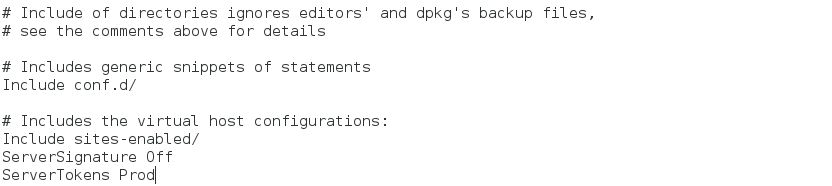 # Include of directories ignores editors' and dpkg's backup files,
# see the comments above for details
# Includes generic snippets of statements
Include conf.d/
# Includes the virtual host configurations:
Include sites-enabled/
ServerSignature Off
ServerTokens Prod